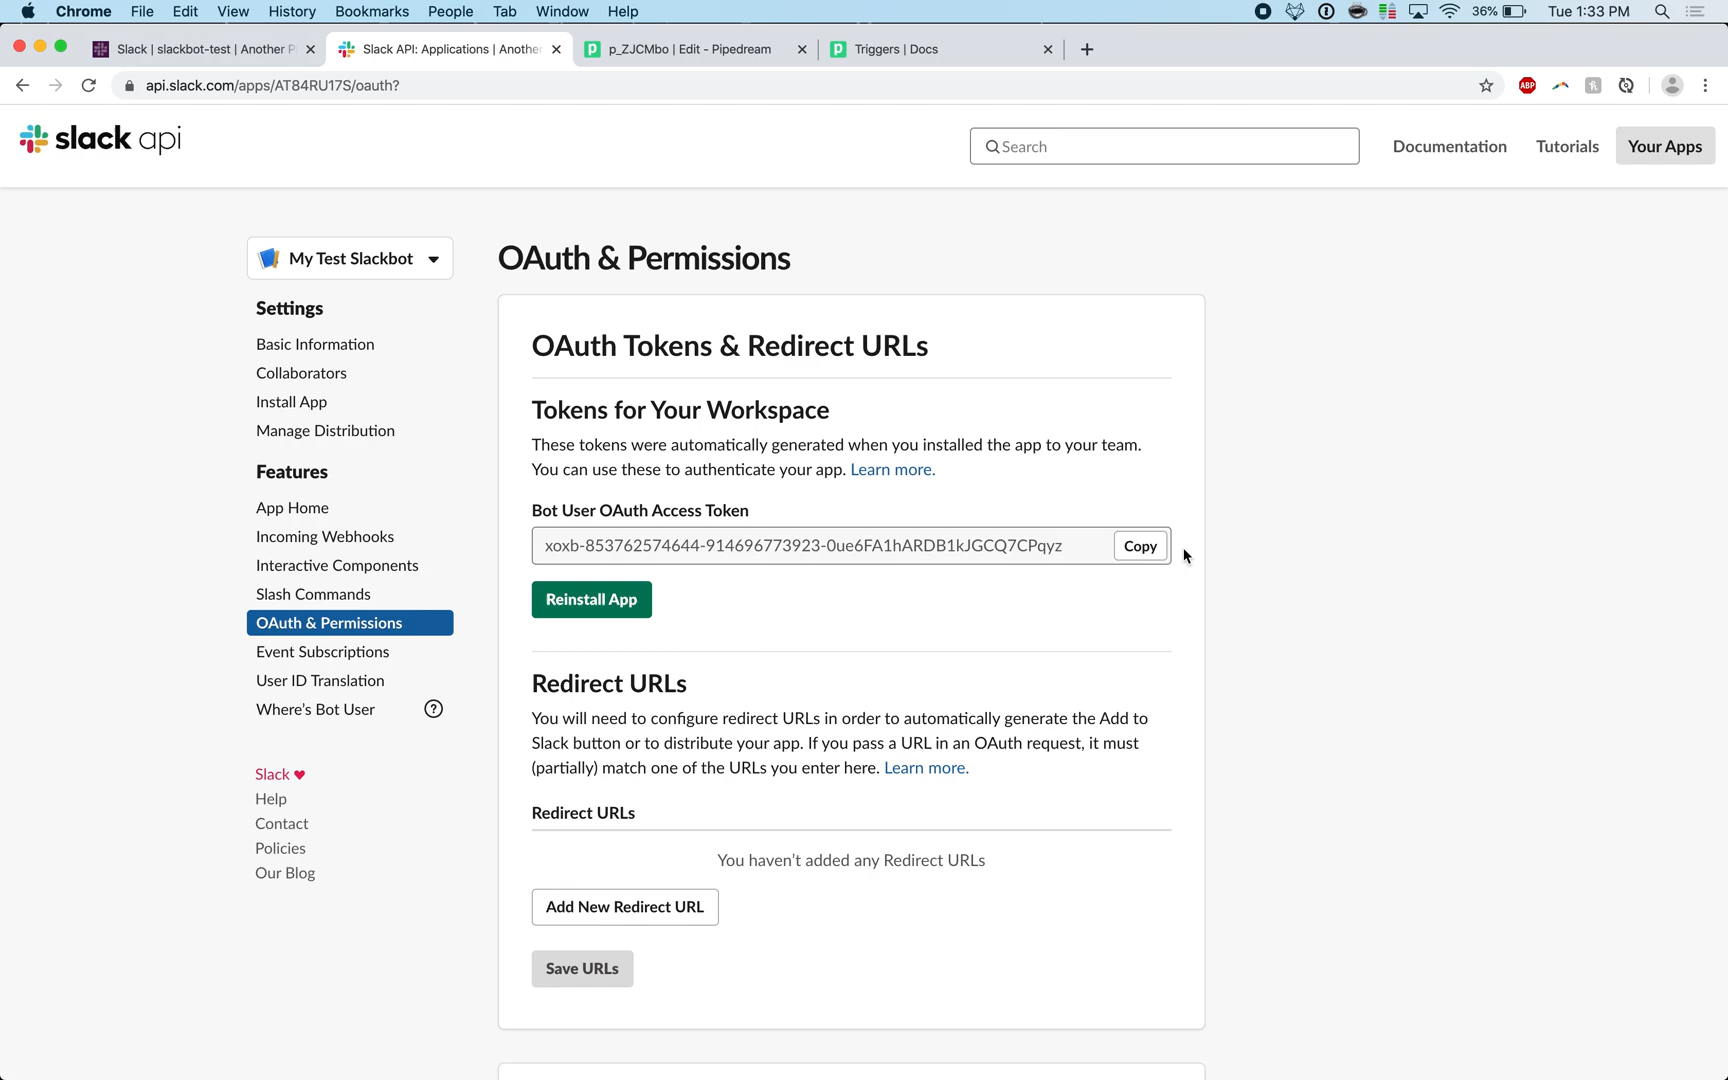 Chrome File Edit View History Bookmarks People Tab Window Help 36% Tue 1:33 PM
Slack | slackbot-test | Another P Slack API: Applications | Anothe p_ZJCMbo | Edit - Pipedream Triggers | Docs
api.slack.com/apps/AT84RU17S/oauth?
ABP
slack api Search Documentation Tutorials Your Apps
My Test Slackbot
Settings
Basic Information
Collaborators
Install App
Manage Distribution
Features
App Home
Incoming Webhooks
Interactive Components
Slash Commands
OAuth & Permissions
Event Subscriptions
User ID Translation
Where's Bot User ?
Slack ♥
Help
Contact
Policies
Our Blog
OAuth & Permissions
OAuth Tokens & Redirect URLs
Tokens for Your Workspace
These tokens were automatically generated when you installed the app to your team.
You can use these to authenticate your app. Learn more.
Bot User OAuth Access Token
xoxb-853762574644-914696773923-0ue6FA1hARDB1kJGCQ7CPqyz Copy
Reinstall App
Redirect URLs
You will need to configure redirect URLs in order to automatically generate the Add to
Slack button or to distribute your app. If you pass a URL in an OAuth request, it must
(partially) match one of the URLs you enter here. Learn more.
Redirect URLs
You haven't added any Redirect URLs
Add New Redirect URL
Save URLs